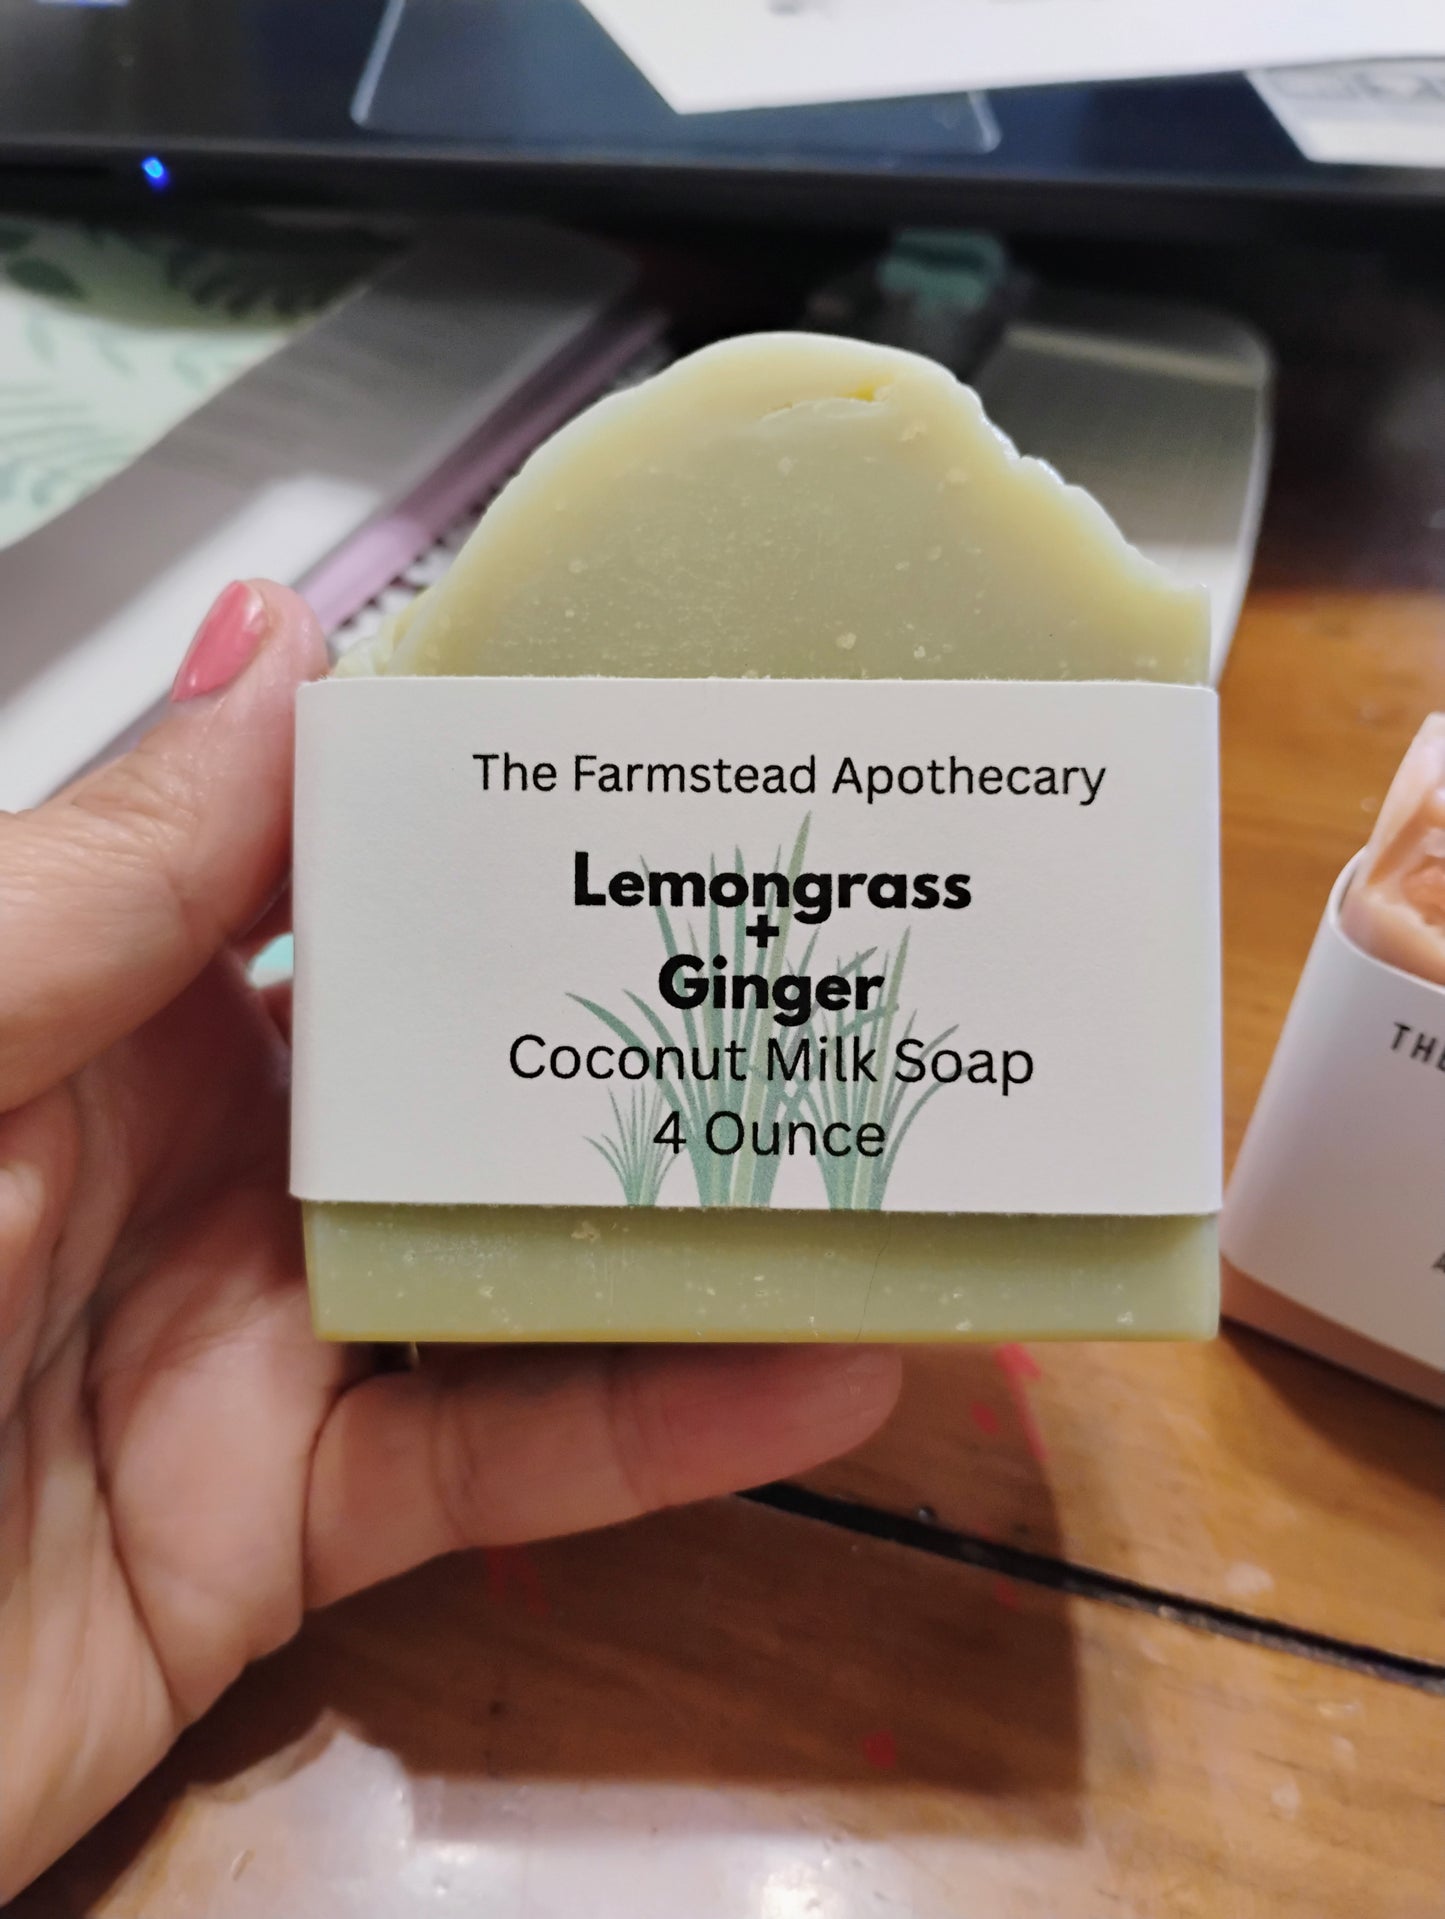 The Farmstead Apothecary
Lemongrass
+
Ginger
Coconut Milk Soap
4 Ounce